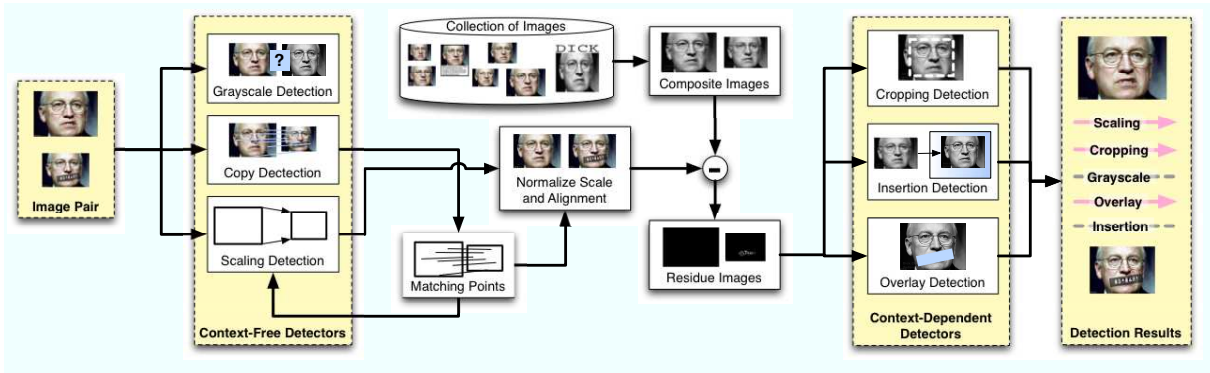 Image Pair
?
Grayscale Detection
Copy Dectection
Scaling Detection
Context-Free Detectors
Collection of Images
DICK
Composite Images
Normalize Scale
and Alignment
Matching Points
-
Residue Images
Cropping Detection
Insertion Detection
Overlay Detection
Context-Dependent
Detectors
Scaling
Cropping
Grayscale
Overlay
Insertion
Detection Results